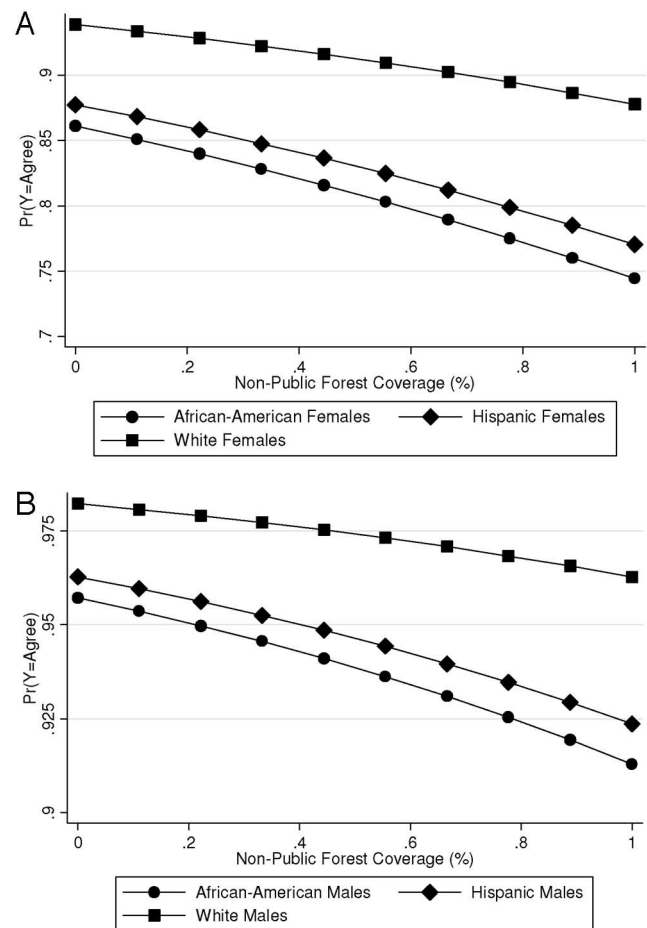 A
.9
.85
.8
.75
.7
Pr(Y=Agree)
0 .2 .4 .6 .8 1
Non-Public Forest Coverage (%)
African-American Females Hispanic Females
White Females
B
.975
.95
.925
.9
Pr(Y=Agree)
0 .2 .4 .6 .8 1
Non-Public Forest Coverage (%)
African-American Males Hispanic Males
White Males